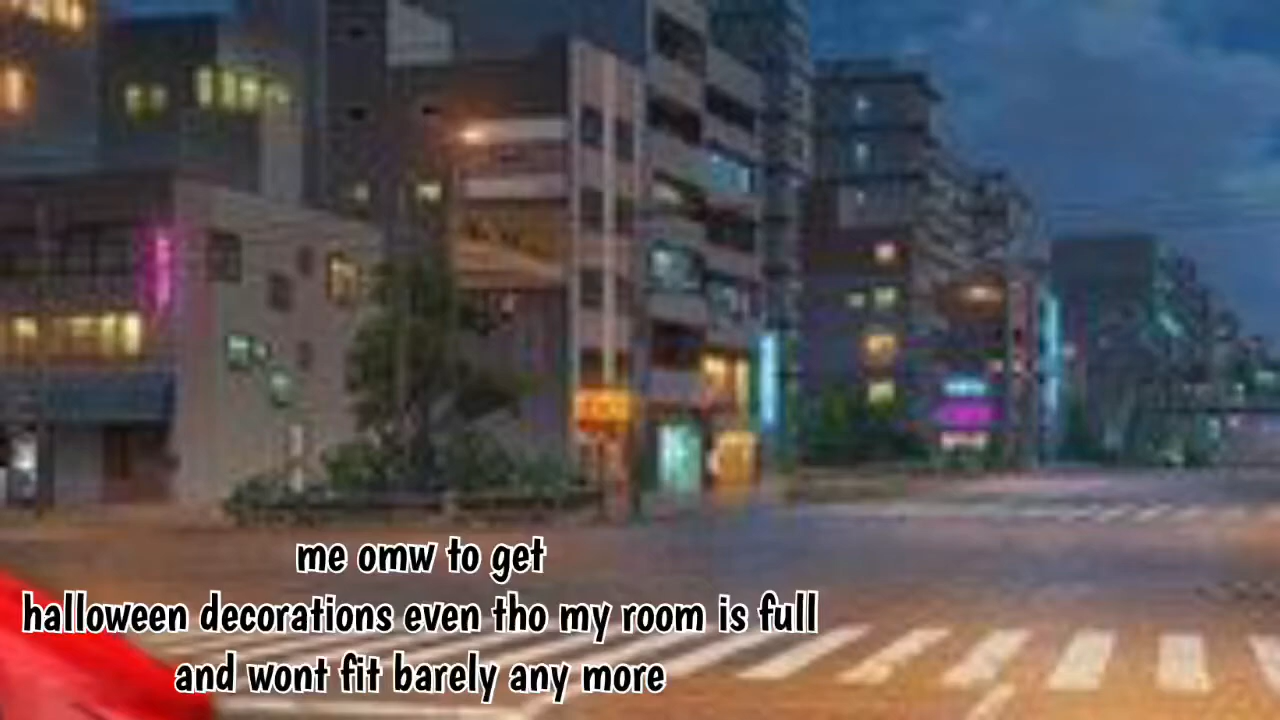 me omw to get
halloween decorations even tho my room is full
and wont fit barely any more